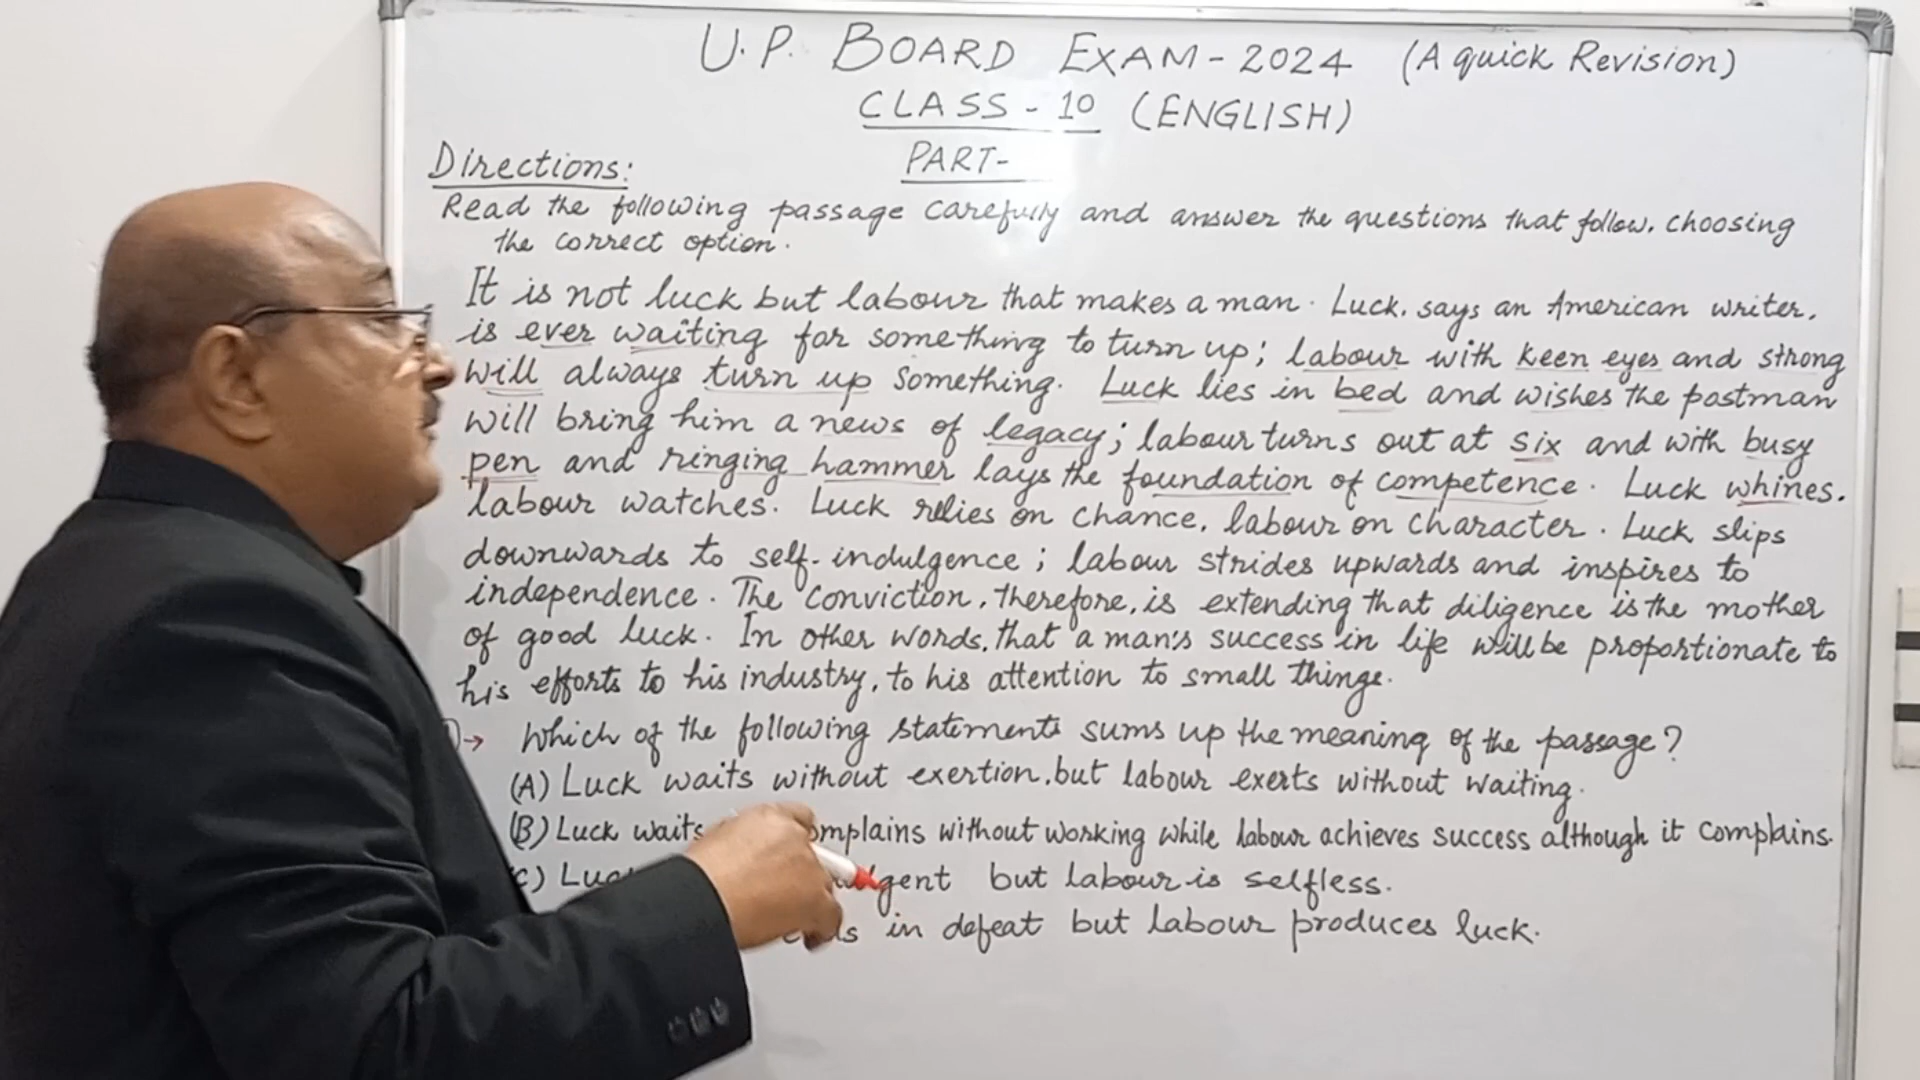 U.P. BOARD EXAM-2024 (A quick Revision)
CLASS-10 (ENGLISH)
PART-
Directions:
Read the following passage carefully and answer the questions that follow, choosing
the correct option.
It is not luck but labour that makes a man. Luck, says an American writer,
is ever waiting for something to turn up; labour with keen eyes and strong
will always turn up something. Luck lies in bed and wishes the postman
will bring him a news of legacy; labour turns out at six and with busy
pen and ringing hammer lays the foundation of competence. Luck whines.
labour watches. Luck relies on chance, labour on character. Luck slips
downwards to self-indulgence; labour strides upwards and inspires to
independence. The conviction, therefore, is extending that diligence is the mother
of good luck. In other words, that a man's success in life will be proportionate to
his efforts to his industry, to his attention to small things.
→ Which of the following statements sums up the meaning of the passage?
(A) Luck waits without exertion, but labour exerts without waiting.
(B) Luck waits complains without working while labour achieves success although it complains.
but labour is selfless.
in defeat but labour produces luck.